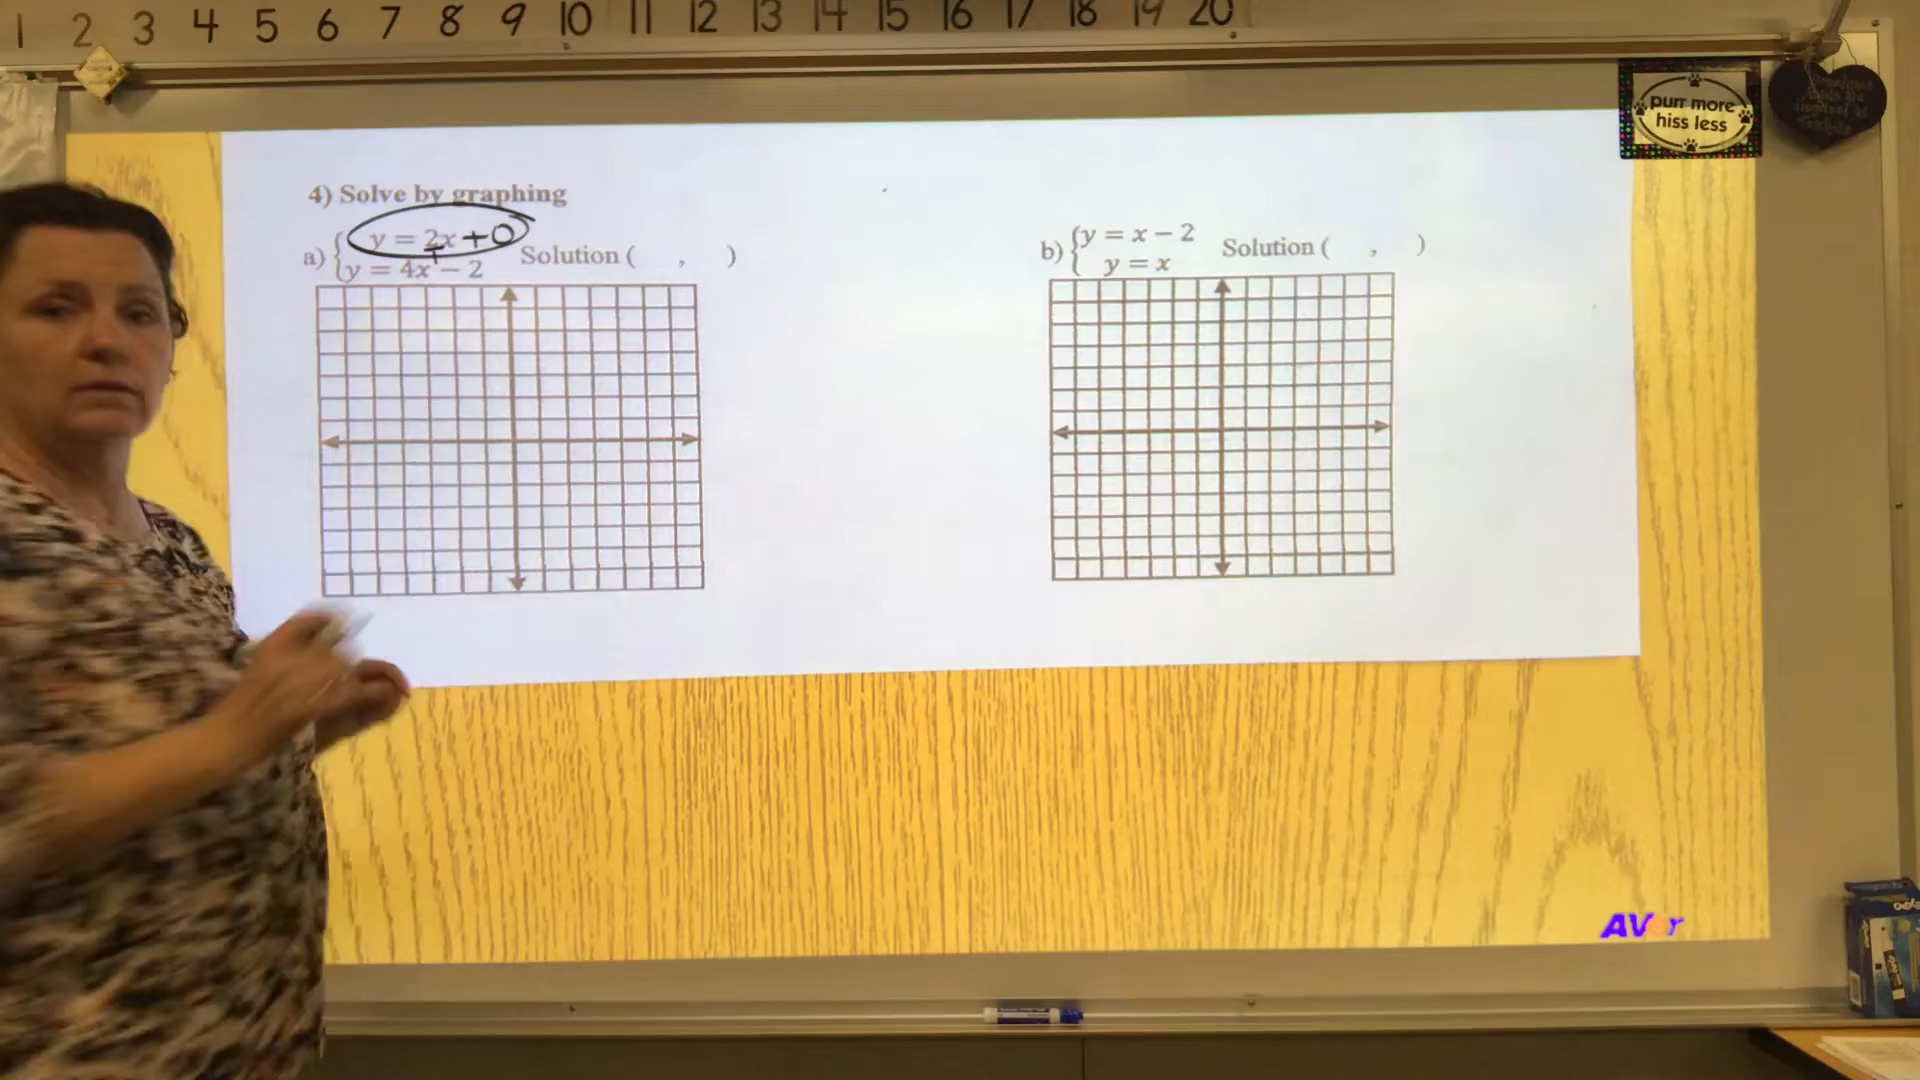 1 2 3 4 5 6 7 8 9 10 11 12 13 14 15 16 17 18 19 20
purr more
hiss less
4) Solve by graphing
a) { y = 2x + 0
y = 4x - 2 Solution ( , )
b) { y = x - 2
y = x Solution ( , )
AVer